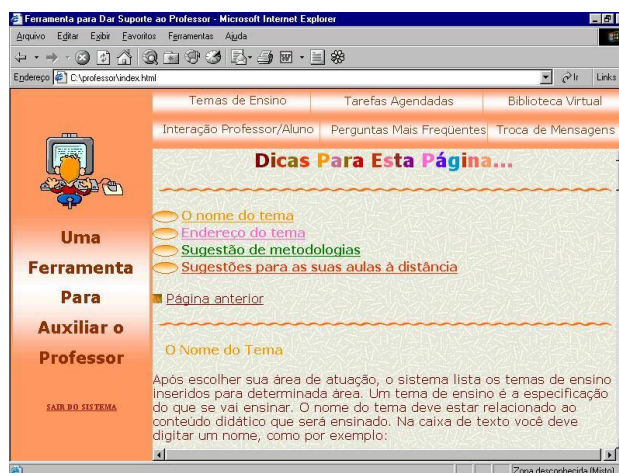 Ferramenta para Dar Suporte ao Professor - Microsoft Internet Explorer
Arquivo Editar Exibir Favoritos Ferramentas Ajuda
Endereço C:\professor\index.html Ir Links
Temas de Ensino Tarefas Agendadas Biblioteca Virtual
Interação Professor/Aluno Perguntas Mais Freqüentes Troca de Mensagens
Dicas Para Esta Página...
O nome do tema
Endereço do tema
Sugestão de metodologias
Sugestões para as suas aulas à distância
Página anterior
Uma
Ferramenta
Para
Auxiliar o
Professor
SAIR DO SISTEMA
O Nome do Tema
Após escolher sua área de atuação, o sistema lista os temas de ensino
inseridos para determinada área. Um tema de ensino é a especificação
do que se vai ensinar. O nome do tema deve estar relacionado ao
conteúdo didático que será ensinado. Na caixa de texto você deve
digitar um nome, como por exemplo:
Zona desconhecida (Misto)